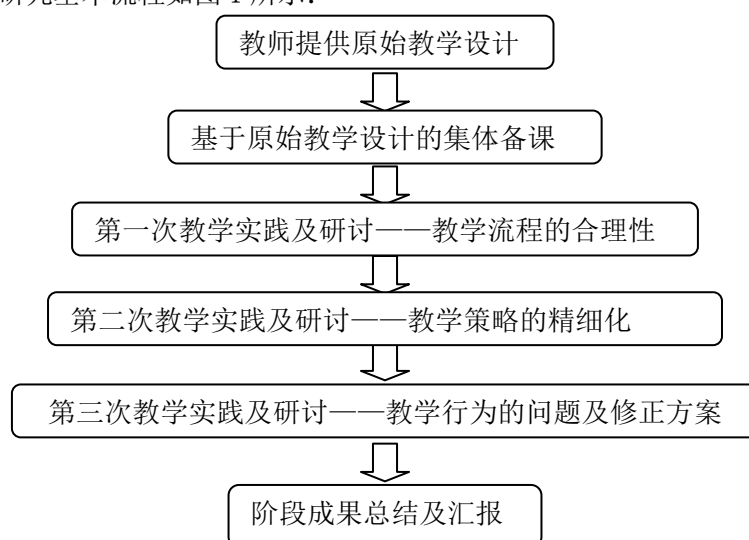 研究基本流程如图1所示：
教师提供原始教学设计
基于原始教学设计的集体备课
第一次教学实践及研讨——教学流程的合理性
第二次教学实践及研讨——教学策略的精细化
第三次教学实践及研讨——教学行为的问题及修正方案
阶段成果总结及汇报